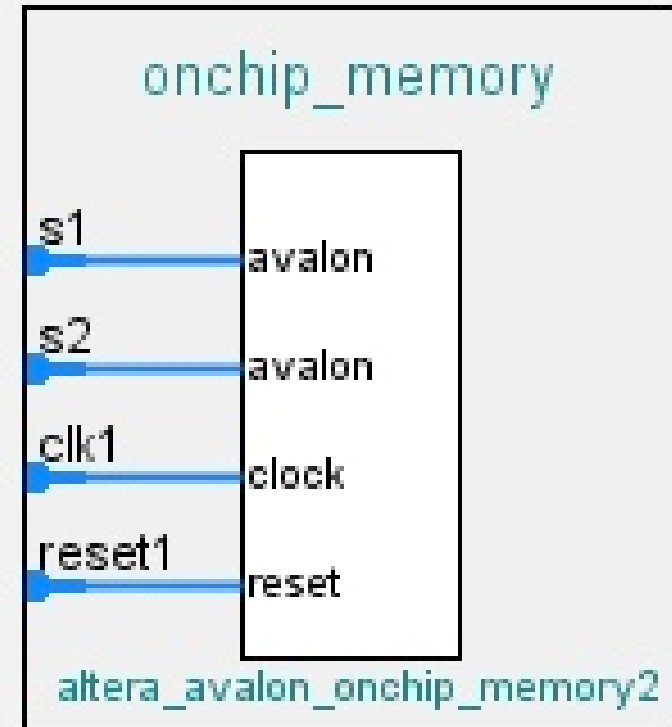 onchip_memory
s1
avalon
s2
avalon
clk1
clock
reset1
reset
altera_avalon_onchip_memory2